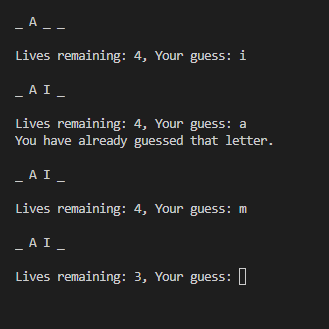 _ A _ _
Lives remaining: 4, Your guess: i
_ A I _
Lives remaining: 4, Your guess: a
You have already guessed that letter.
_ A I _
Lives remaining: 4, Your guess: m
_ A I _
Lives remaining: 3, Your guess: